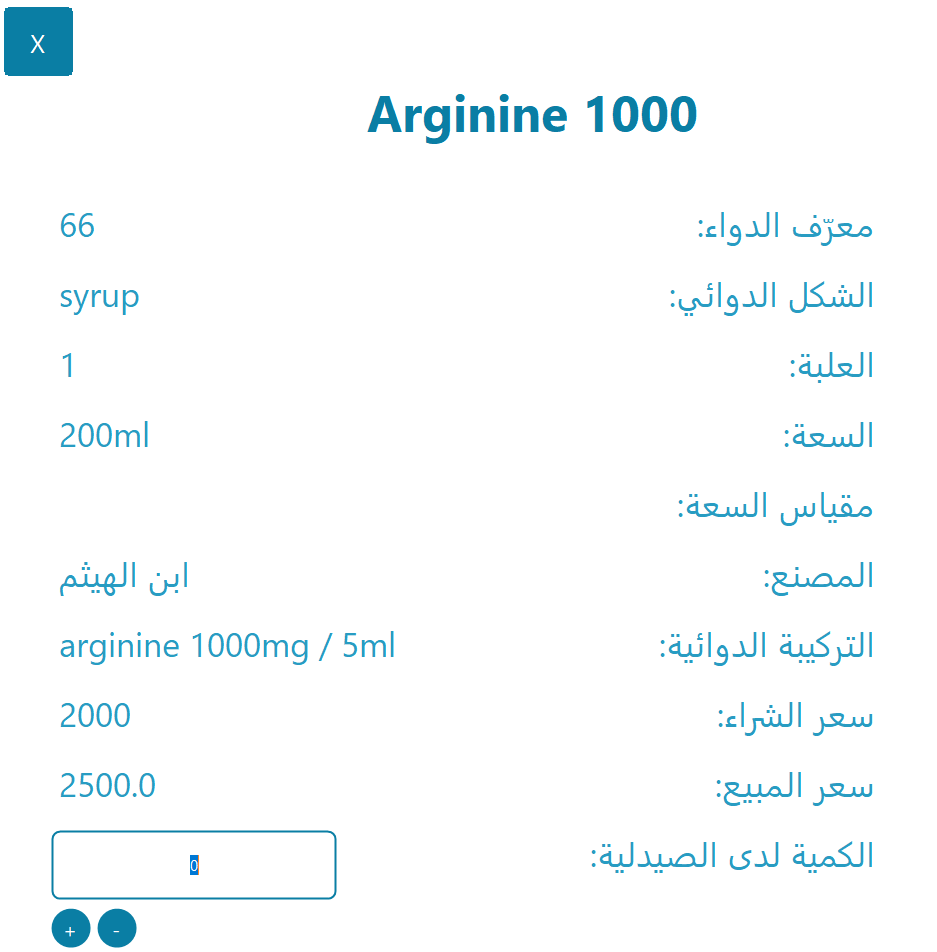 X
Arginine 1000
معرّف الدواء: 66
الشكل الدوائي: syrup
العلبة: 1
السعة: 200ml
مقياس السعة:
المصنع: ابن الهيثم
التركيبة الدوائية: arginine 1000mg / 5ml
سعر الشراء: 2000
سعر المبيع: 2500.0
الكمية لدى الصيدلية: 0
+ -